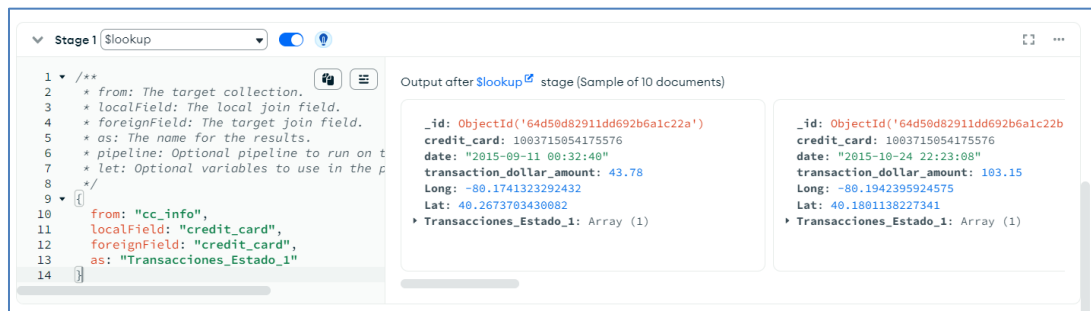 Stage 1 $lookup
1 /**
2 * from: The target collection.
3 * localField: The local join field.
4 * foreignField: The target join field.
5 * as: The name for the results.
6 * pipeline: Optional pipeline to run on t
7 * let: Optional variables to use in the p
8 */
9 {
10 from: "cc_info",
11 localField: "credit_card",
12 foreignField: "credit_card",
13 as: "Transacciones_Estado_1"
14 }
Output after $lookup stage (Sample of 10 documents)
_id: ObjectId('64d50d82911dd692b6a1c22a')
credit_card: 1003715054175576
date: "2015-09-11 00:32:40"
transaction_dollar_amount: 43.78
Long: -80.1741323292432
Lat: 40.2673703430082
Transacciones_Estado_1: Array (1)
_id: ObjectId('64d50d82911dd692b6a1c22b
credit_card: 1003715054175576
date: "2015-10-24 22:23:08"
transaction_dollar_amount: 103.15
Long: -80.1942395924575
Lat: 40.1801138227341
Transacciones_Estado_1: Array (1)